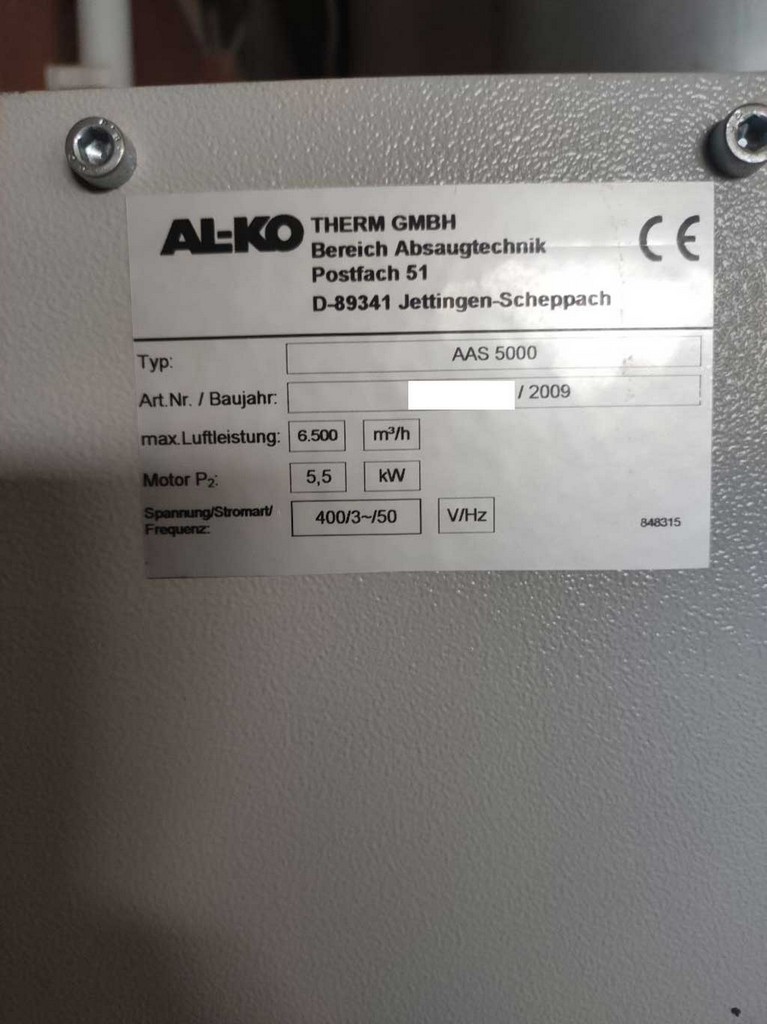 AL-KO THERM GMBH
Bereich Absaugtechnik
Postfach 51
D-89341 Jettingen-Scheppach
CE
Typ: AAS 5000
Art.Nr. / Baujahr: / 2009
max.Luftleistung: 6.500 m³/h
Motor P₂: 5,5 kW
Spannung/Stromart/
Frequenz: 400/3~/50 V/Hz
848315